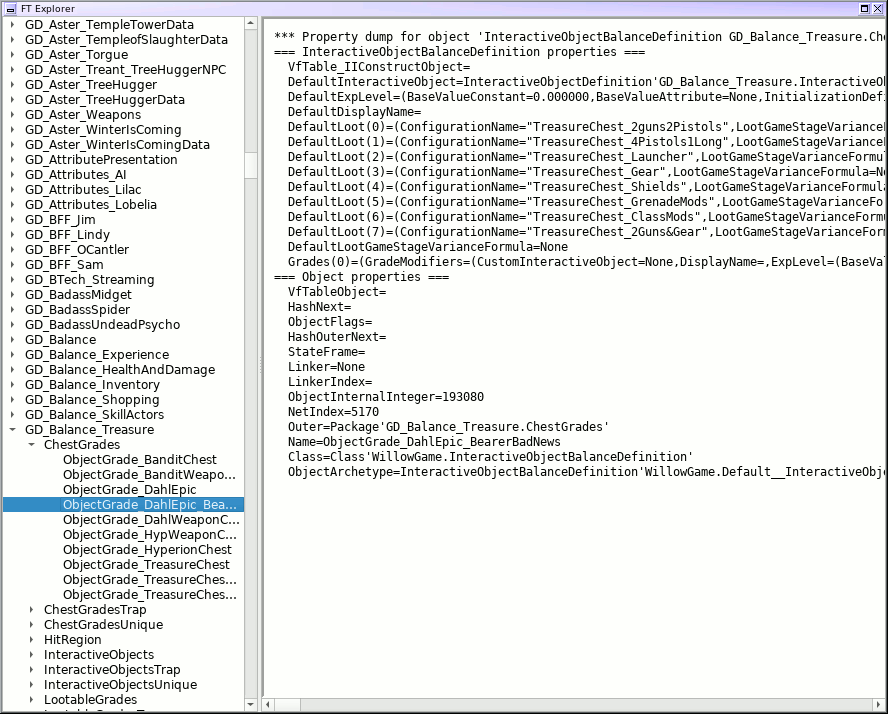 FT Explorer
GD_Aster_TempleTowerData
GD_Aster_TempleofSlaughterData
GD_Aster_Torgue
GD_Aster_Treant_TreeHuggerNPC
GD_Aster_TreeHugger
GD_Aster_TreeHuggerData
GD_Aster_Weapons
GD_Aster_WinterIsComing
GD_Aster_WinterIsComingData
GD_AttributePresentation
GD_Attributes_AI
GD_Attributes_Lilac
GD_Attributes_Lobelia
GD_BFF_Jim
GD_BFF_Lindy
GD_BFF_OCantler
GD_BFF_Sam
GD_BTech_Streaming
GD_BadassMidget
GD_BadassSpider
GD_BadassUndeadPsycho
GD_Balance
GD_Balance_Experience
GD_Balance_HealthAndDamage
GD_Balance_Inventory
GD_Balance_Shopping
GD_Balance_SkillActors
GD_Balance_Treasure
ChestGrades
ObjectGrade_BanditChest
ObjectGrade_BanditWeapo...
ObjectGrade_DahlEpic
ObjectGrade_DahlEpic_Bea...
ObjectGrade_DahlWeaponC...
ObjectGrade_HypWeaponC...
ObjectGrade_HyperionChest
ObjectGrade_TreasureChest
ObjectGrade_TreasureChes...
ObjectGrade_TreasureChes...
ChestGradesTrap
ChestGradesUnique
HitRegion
InteractiveObjects
InteractiveObjectsTrap
InteractiveObjectsUnique
LootableGrades
*** Property dump for object 'InteractiveObjectBalanceDefinition GD_Balance_Treasure.Che
=== InteractiveObjectBalanceDefinition properties ===
VfTable_IIConstructObject=
DefaultInteractiveObject=InteractiveObjectDefinition'GD_Balance_Treasure.InteractiveO
DefaultExpLevel=(BaseValueConstant=0.000000,BaseValueAttribute=None,InitializationDef
DefaultDisplayName=
DefaultLoot(0)=(ConfigurationName="TreasureChest_2guns2Pistols",LootGameStageVariance
DefaultLoot(1)=(ConfigurationName="TreasureChest_4Pistols1Long",LootGameStageVariance
DefaultLoot(2)=(ConfigurationName="TreasureChest_Launcher",LootGameStageVarianceFormu
DefaultLoot(3)=(ConfigurationName="TreasureChest_Gear",LootGameStageVarianceFormula=N
DefaultLoot(4)=(ConfigurationName="TreasureChest_Shields",LootGameStageVarianceFormul
DefaultLoot(5)=(ConfigurationName="TreasureChest_GrenadeMods",LootGameStageVarianceFo
DefaultLoot(6)=(ConfigurationName="TreasureChest_ClassMods",LootGameStageVarianceForm
DefaultLoot(7)=(ConfigurationName="TreasureChest_2Guns&Gear",LootGameStageVarianceFor
DefaultLootGameStageVarianceFormula=None
Grades(0)=(GradeModifiers=(CustomInteractiveObject=None,DisplayName=,ExpLevel=(BaseVa
=== Object properties ===
VfTableObject=
HashNext=
ObjectFlags=
HashOuterNext=
StateFrame=
Linker=None
LinkerIndex=
ObjectInternalInteger=193080
NetIndex=5170
Outer=Package'GD_Balance_Treasure.ChestGrades'
Name=ObjectGrade_DahlEpic_BearerBadNews
Class=Class'WillowGame.InteractiveObjectBalanceDefinition'
ObjectArchetype=InteractiveObjectBalanceDefinition'WillowGame.Default__InteractiveObj